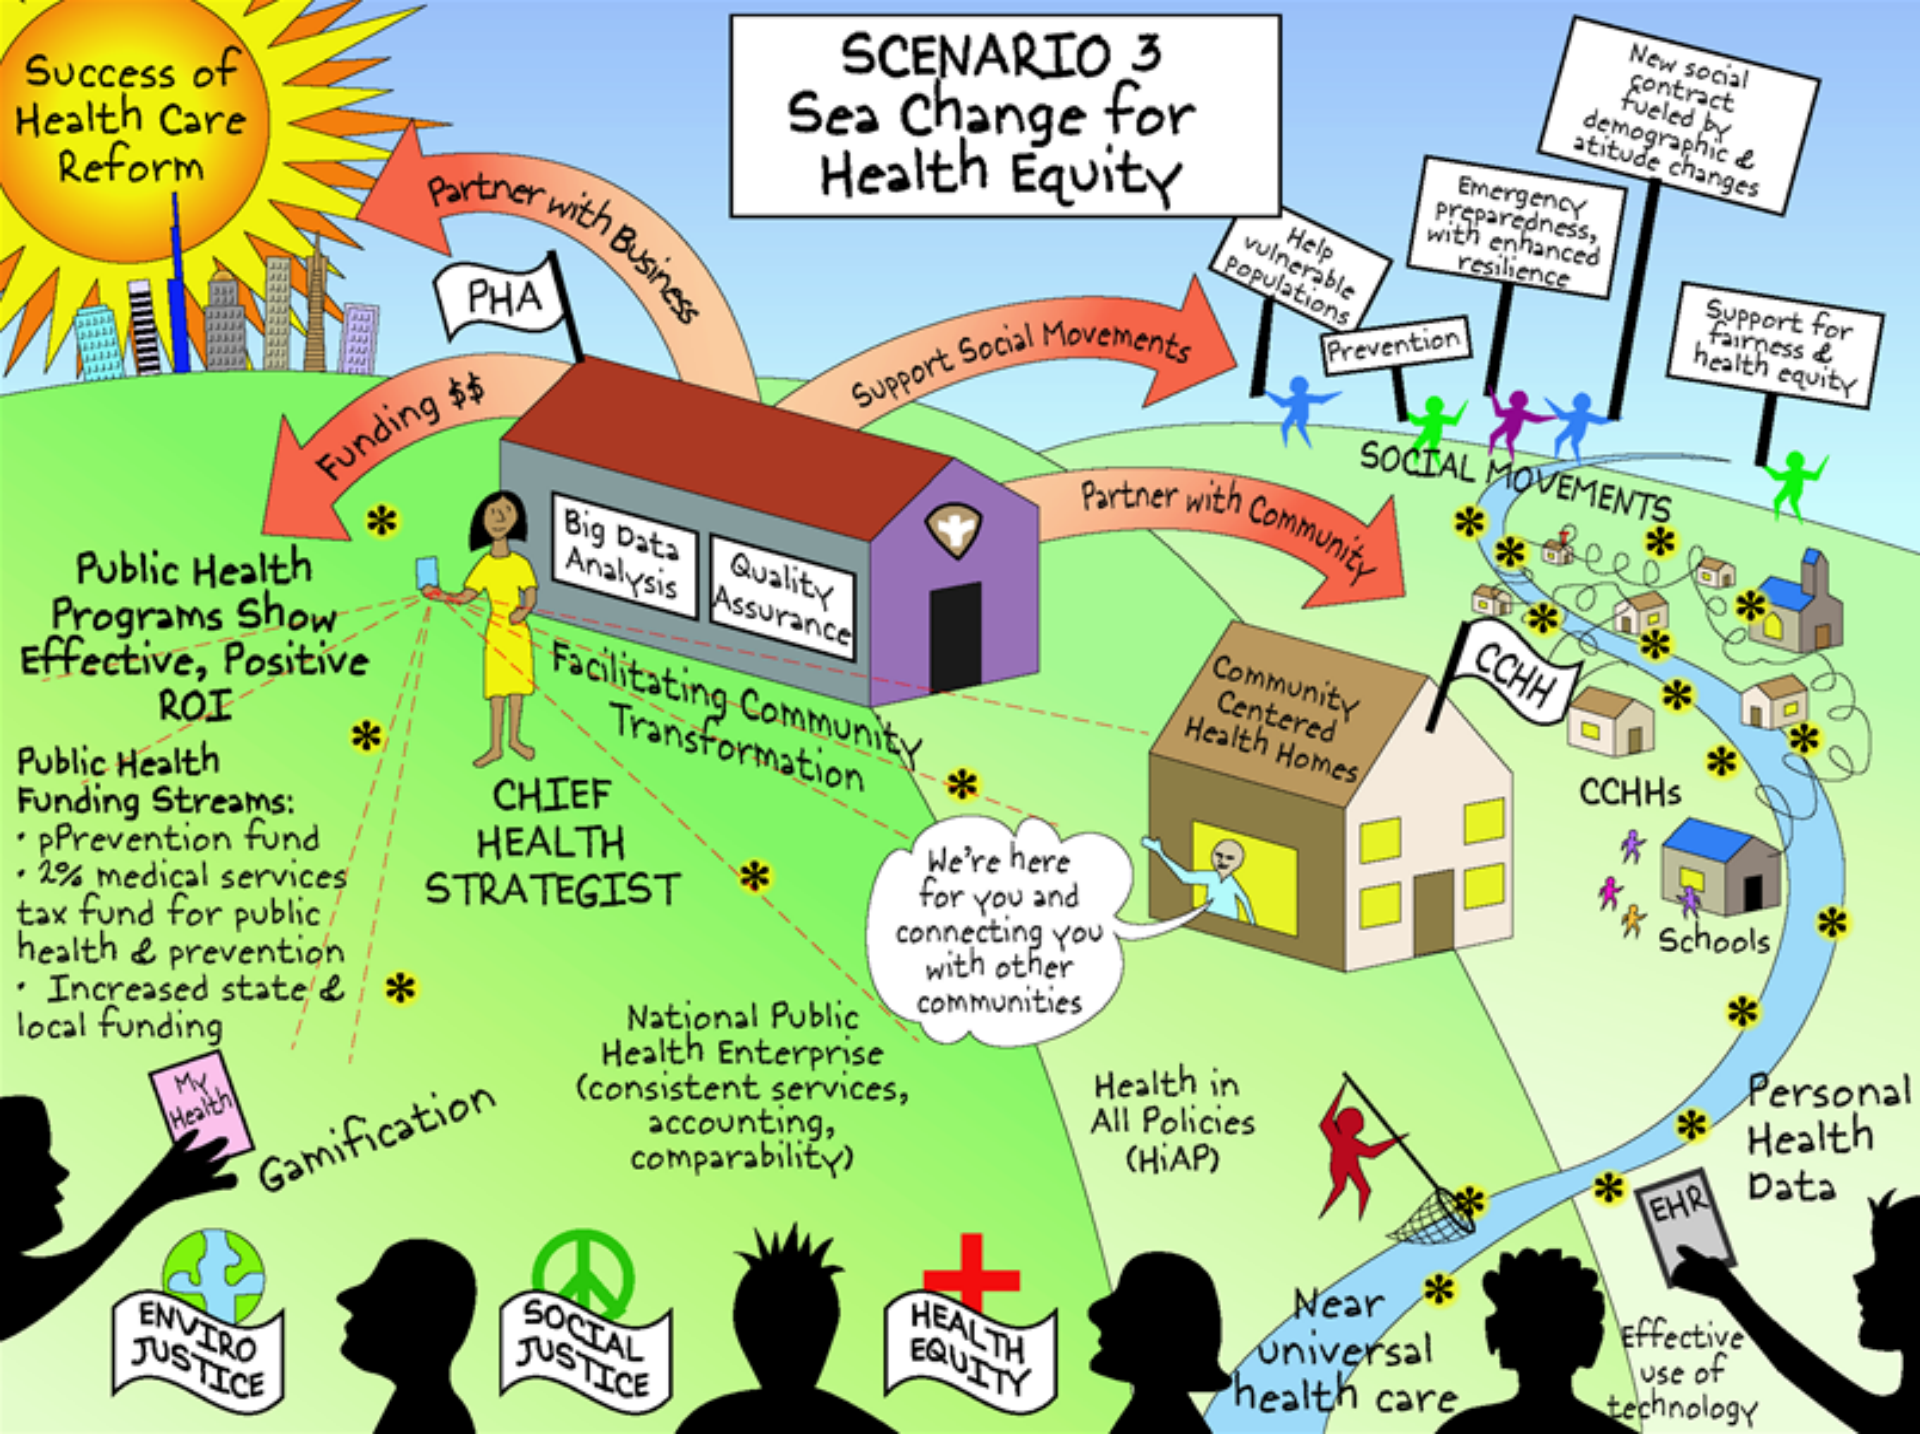 Success of
Health Care
Reform
SCENARIO 3
Sea Change for
Health Equity
New social
contract
fueled by
demographic &
atitude changes
Emergency
preparedness,
with enhanced
resilience
Help
vulnerable
populations
Prevention
Support for
fairness &
health equity
SOCIAL MOVEMENTS
Partner with Business
PHA
Support Social Movements
Funding $$
Partner with Community
Big Data
Analysis
Quality
Assurance
Public Health
Programs Show
Effective, Positive
ROI
Facilitating Community
Transformation
CHIEF
HEALTH
STRATEGIST
Community
Centered
Health Homes
CCHH
CCHHs
Schools
Public Health
Funding Streams:
• pPrevention fund
• 2% medical services
tax fund for public
health & prevention
• Increased state &
local funding
We're here
for you and
connecting you
with other
communities
National Public
Health Enterprise
(consistent services,
accounting,
comparability)
Health in
All Policies
(HiAP)
Personal
Health
Data
My
Health
Gamification
EHR
ENVIRO
JUSTICE
SOCIAL
JUSTICE
HEALTH
EQUITY
Near
universal
health care
Effective
use of
technology